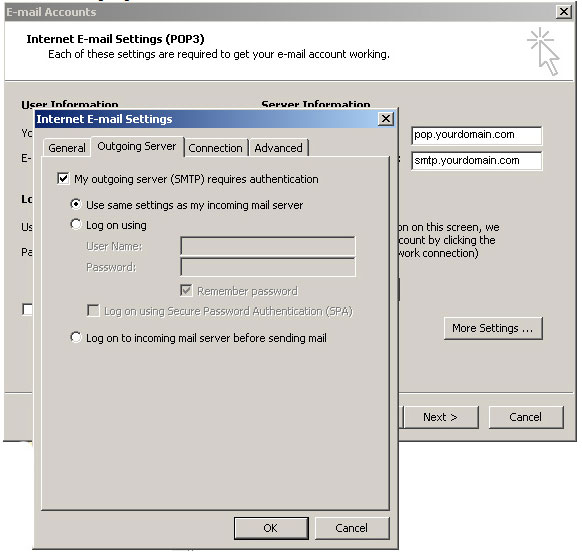 E-mail Accounts
Internet E-mail Settings (POP3)
Each of these settings are required to get your e-mail account working.
User Information
Server Information
pop.yourdomain.com
smtp.yourdomain.com
on on this screen, we
count by clicking the
work connection)
More Settings ...
Next >
Cancel
Internet E-mail Settings
General
Outgoing Server
Connection
Advanced
My outgoing server (SMTP) requires authentication
Use same settings as my incoming mail server
Log on using
User Name:
Password:
Remember password
Log on using Secure Password Authentication (SPA)
Log on to incoming mail server before sending mail
OK
Cancel